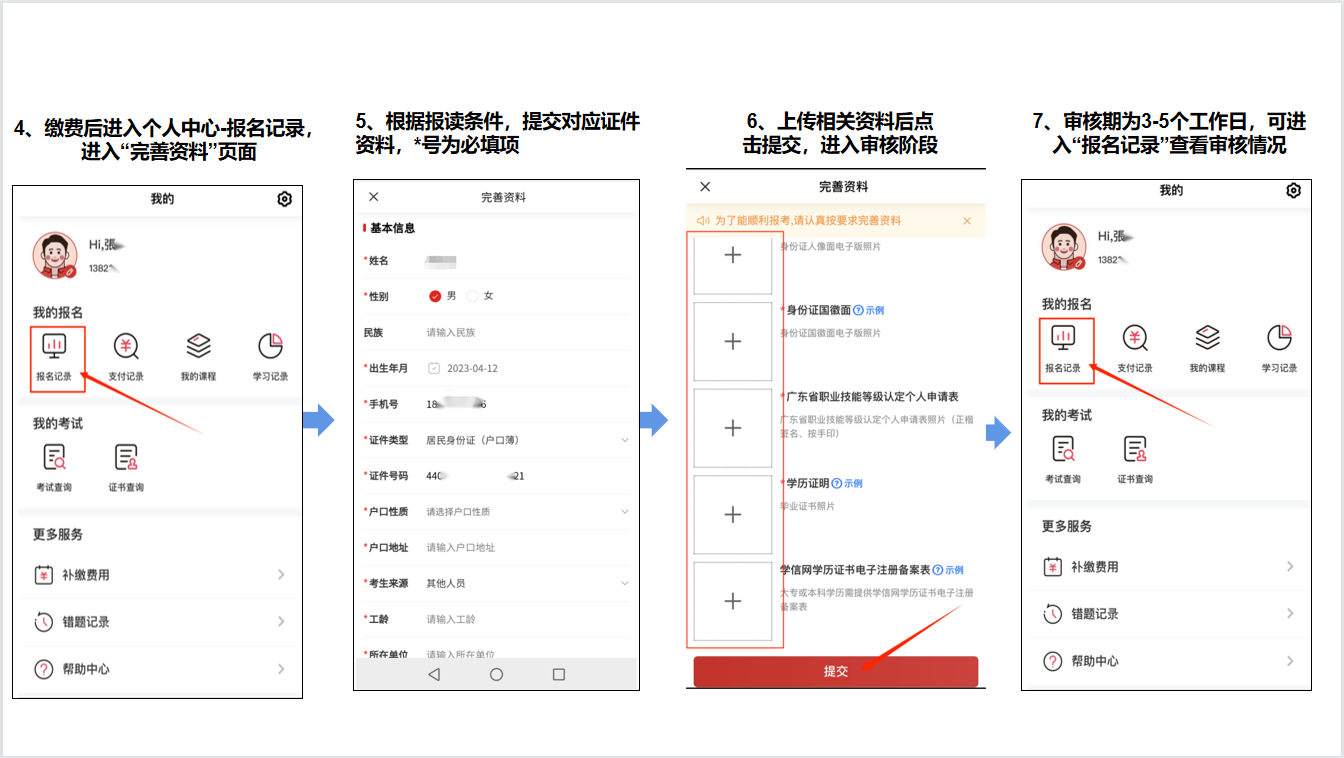 4、缴费后进入个人中心-报名记录，
进入“完善资料”页面
我的
Hi,張
1382
我的报名
报名记录
支付记录
我的课程
学习记录
我的考试
考试查询
证书查询
更多服务
补缴费用
错题记录
帮助中心
5、根据报读条件，提交对应证件
资料，*号为必填项
完善资料
基本信息
*姓名
*性别 男 女
民族 请输入民族
*出生年月 2023-04-12
*手机号 18 6
*证件类型 居民身份证（户口薄）
*证件号码 440 21
*户口性质 请选择户口性质
*户口地址 请输入户口地址
*考生来源 其他人员
*工龄 请输入工龄
*所在单位 请输入所在单位
6、上传相关资料后点
击提交，进入审核阶段
完善资料
为了能顺利报考,请认真按要求完善资料
身份证人像面电子版照片
*身份证国徽面 ? 示例
身份证国徽面电子版照片
*广东省职业技能等级认定个人申请表
广东省职业技能等级认定个人申请表照片（正楷
签名、按手印）
*学历证明 ? 示例
毕业证书照片
学信网学历证书电子注册备案表 ? 示例
大专或本科学历需提供学信网学历证书电子注册
备案表
提交
7、审核期为3-5个工作日，可进
入“报名记录”查看审核情况
我的
Hi,張
1382
我的报名
报名记录
支付记录
我的课程
学习记录
我的考试
考试查询
证书查询
更多服务
补缴费用
错题记录
帮助中心